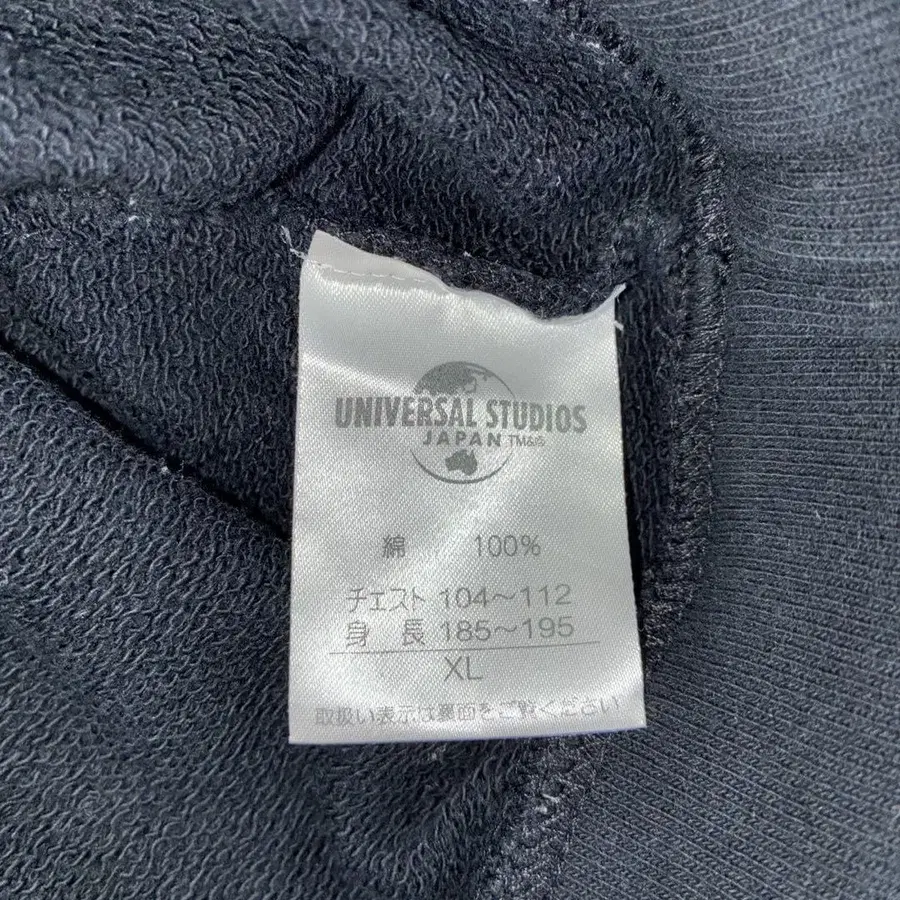 UNIVERSAL STUDIOS
JAPAN TM&©
綿 100%
チェスト 104～112
身長 185～195
XL
取扱い表示は裏面をご覧ください